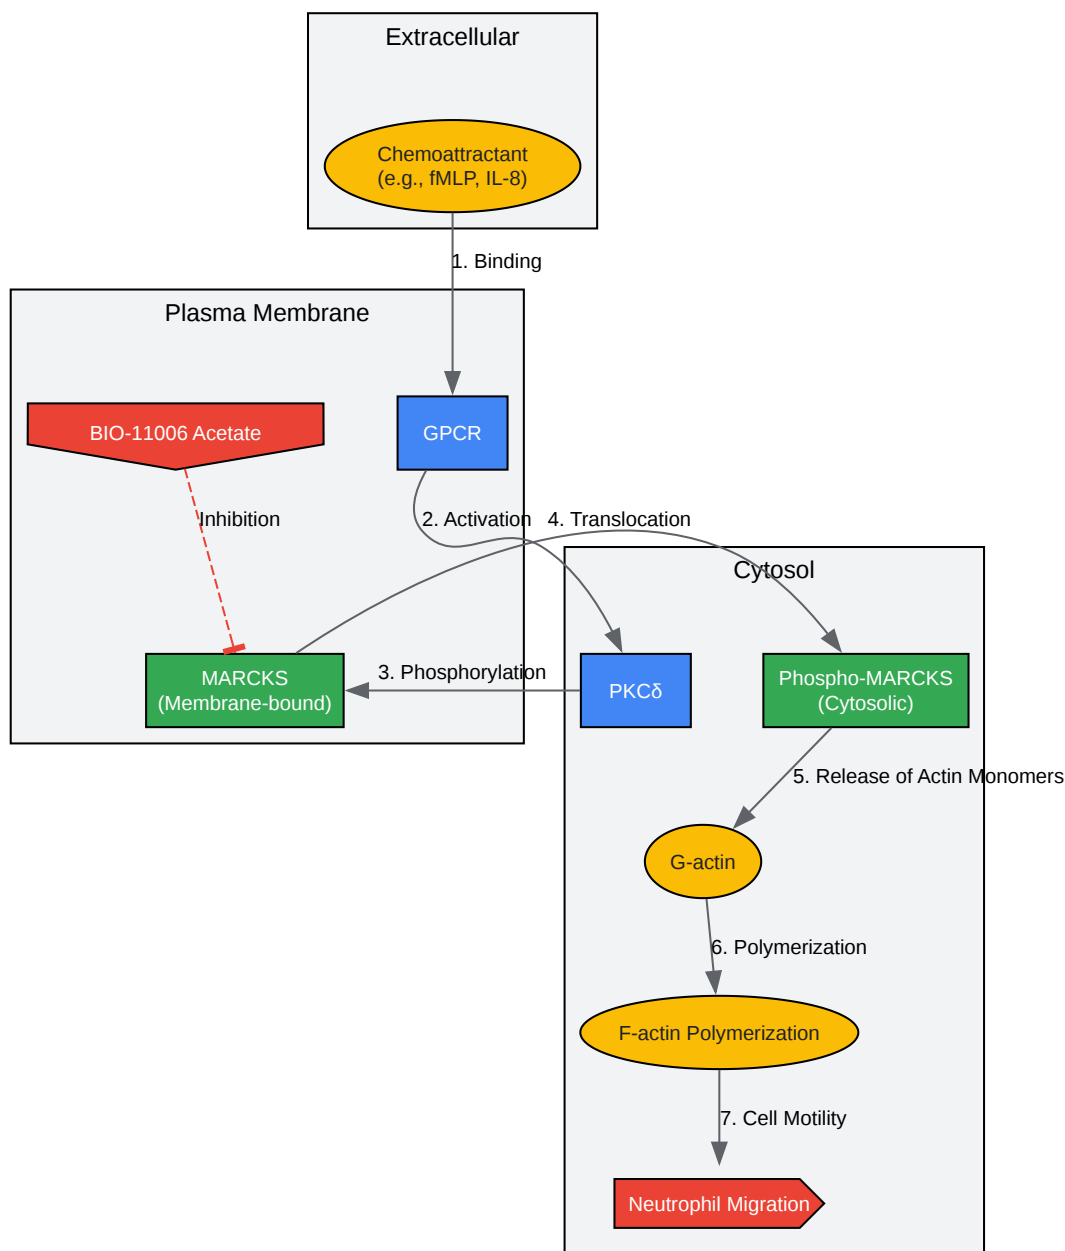 Extracellular
Chemoattractant
(e.g., fMLP, IL-8)
1. Binding
Plasma Membrane
BIO-11006 Acetate
GPCR
Inhibition
2. Activation
4. Translocation
Cytosol
MARCKS
(Membrane-bound)
3. Phosphorylation
PKCδ
Phospho-MARCKS
(Cytosolic)
5. Release of Actin Monomers
G-actin
6. Polymerization
F-actin Polymerization
7. Cell Motility
Neutrophil Migration